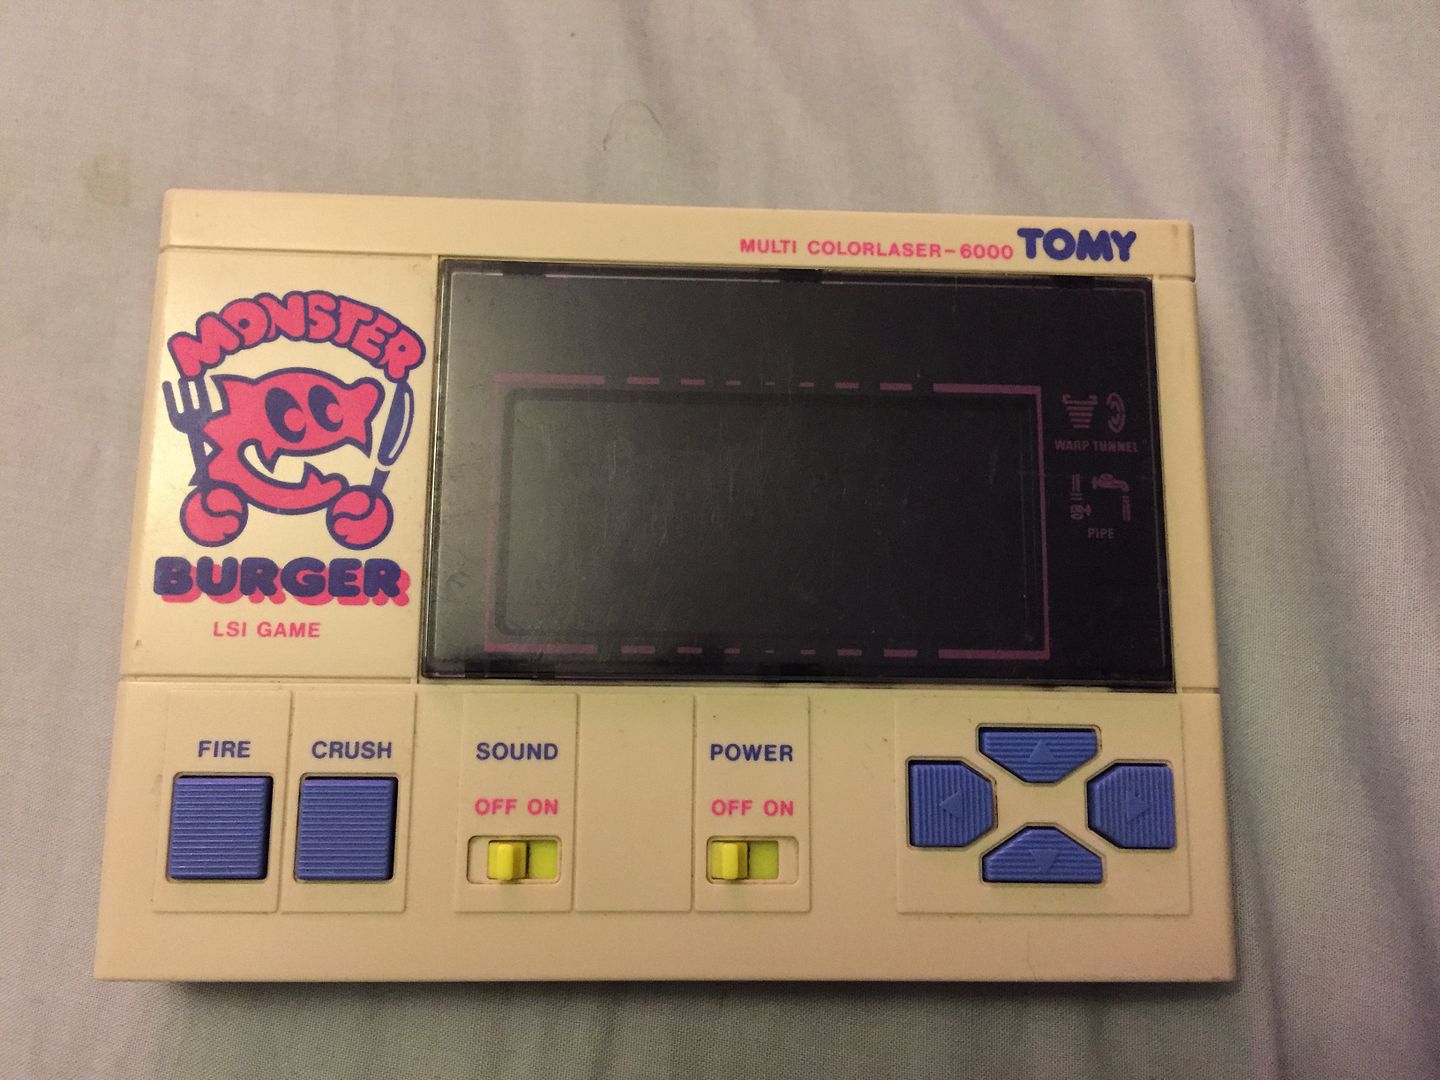 MULTI COLORLASER-6000 TOMY
MONSTER
BURGER
LSI GAME
WARP TUNNEL
PIPE
FIRE
CRUSH
SOUND
OFF ON
POWER
OFF ON